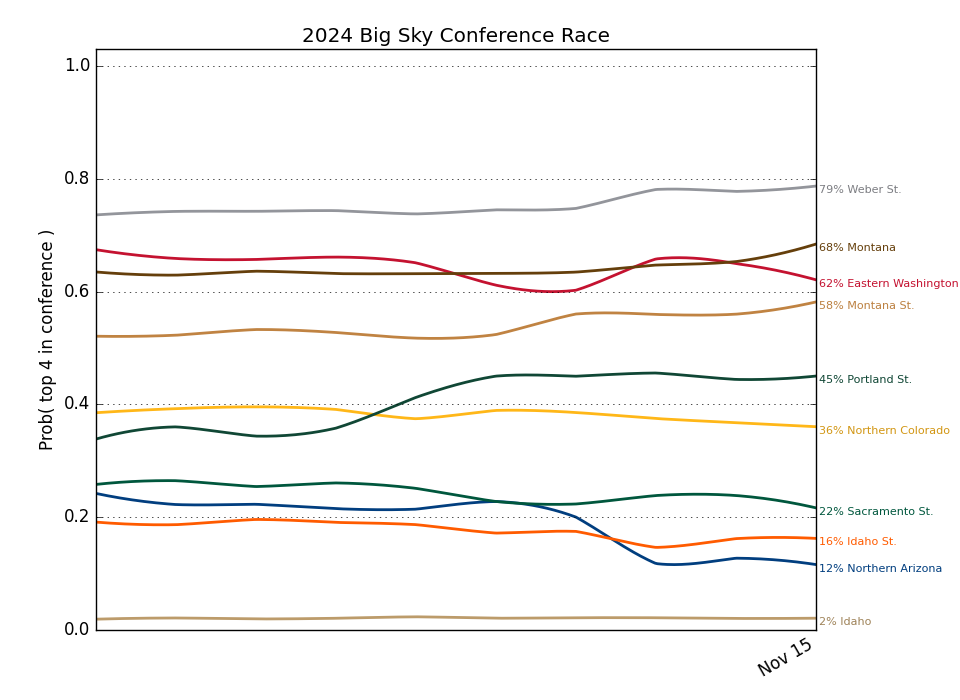 2024 Big Sky Conference Race
Prob( top 4 in conference )
1.0
0.8
0.6
0.4
0.2
0.0
79% Weber St.
68% Montana
62% Eastern Washington
58% Montana St.
45% Portland St.
36% Northern Colorado
22% Sacramento St.
16% Idaho St.
12% Northern Arizona
2% Idaho
Nov 15